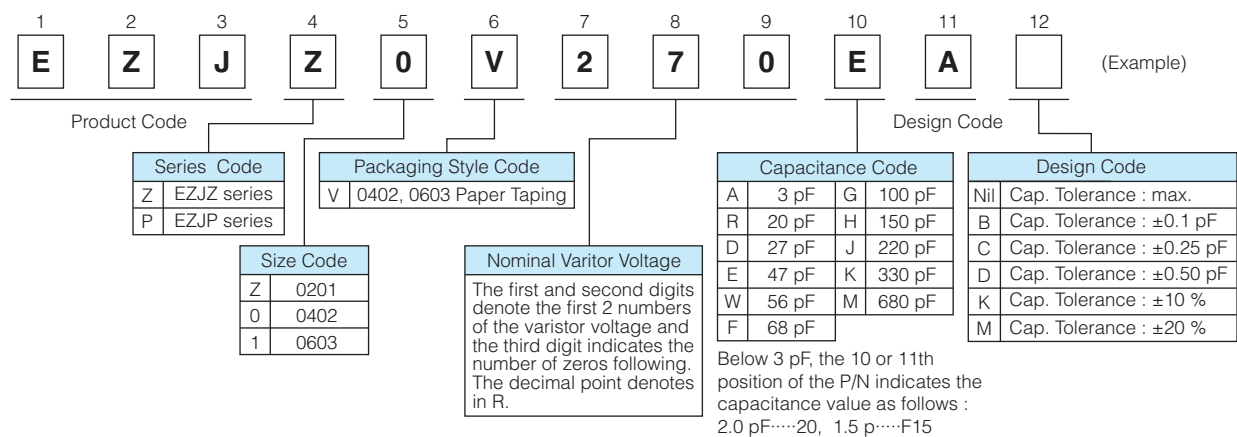 1 2 3 4 5 6 7 8 9 10 11 12
E Z J Z 0 V 2 7 0 E A (Example)
Product Code Design Code
Series Code
Z EZJZ series
P EZJP series
Packaging Style Code
V 0402, 0603 Paper Taping
Size Code
Z 0201
0 0402
1 0603
Nominal Varitor Voltage
The first and second digits
denote the first 2 numbers
of the varistor voltage and
the third digit indicates the
number of zeros following.
The decimal point denotes
in R.
Capacitance Code
A 3 pF G 100 pF
R 20 pF H 150 pF
D 27 pF J 220 pF
E 47 pF K 330 pF
W 56 pF M 680 pF
F 68 pF
Below 3 pF, the 10 or 11th
position of the P/N indicates the
capacitance value as follows :
2.0 pF·····20, 1.5 p·····F15
Design Code
Nil Cap. Tolerance : max.
B Cap. Tolerance : ±0.1 pF
C Cap. Tolerance : ±0.25 pF
D Cap. Tolerance : ±0.50 pF
K Cap. Tolerance : ±10 %
M Cap. Tolerance : ±20 %